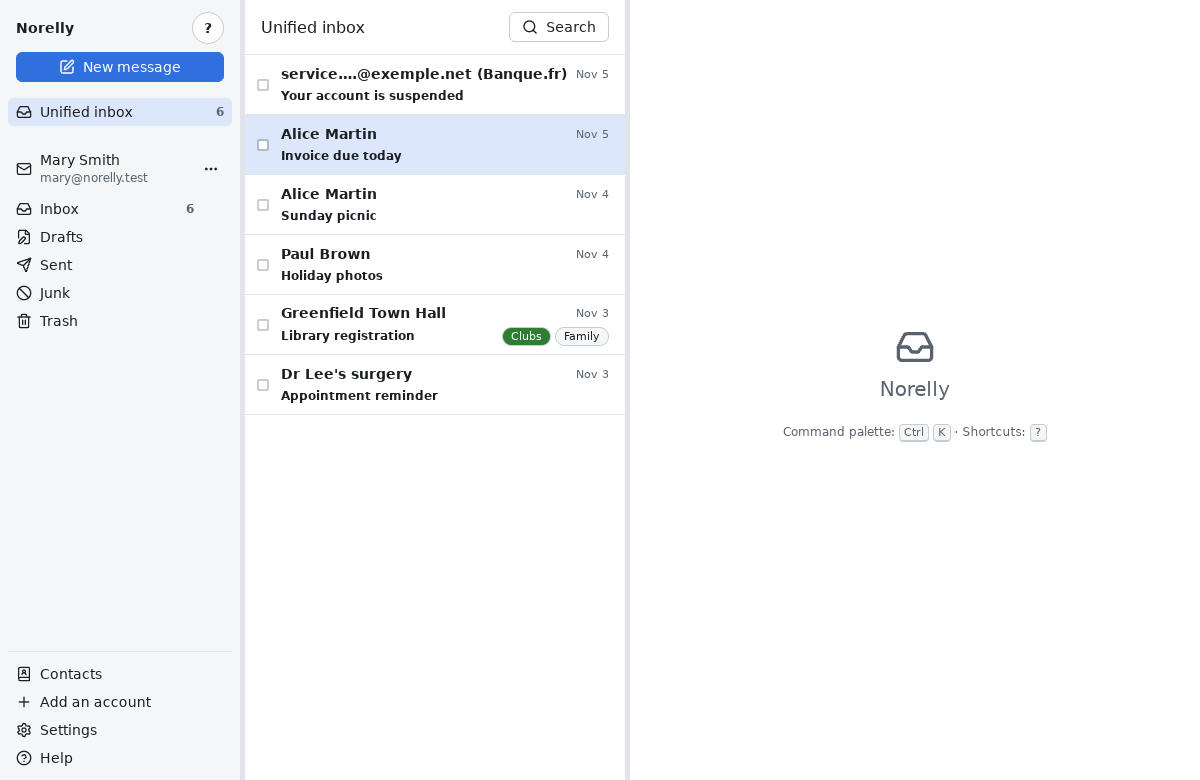 Norelly
?
New message
Unified inbox 6
Mary Smith
mary@norelly.test
Inbox 6
Drafts
Sent
Junk
Trash
Contacts
Add an account
Settings
Help
Unified inbox
Search
service....@exemple.net (Banque.fr) Nov 5
Your account is suspended
Alice Martin Nov 5
Invoice due today
Alice Martin Nov 4
Sunday picnic
Paul Brown Nov 4
Holiday photos
Greenfield Town Hall Nov 3
Library registration Clubs Family
Dr Lee's surgery Nov 3
Appointment reminder
Norelly
Command palette: Ctrl K · Shortcuts: ?